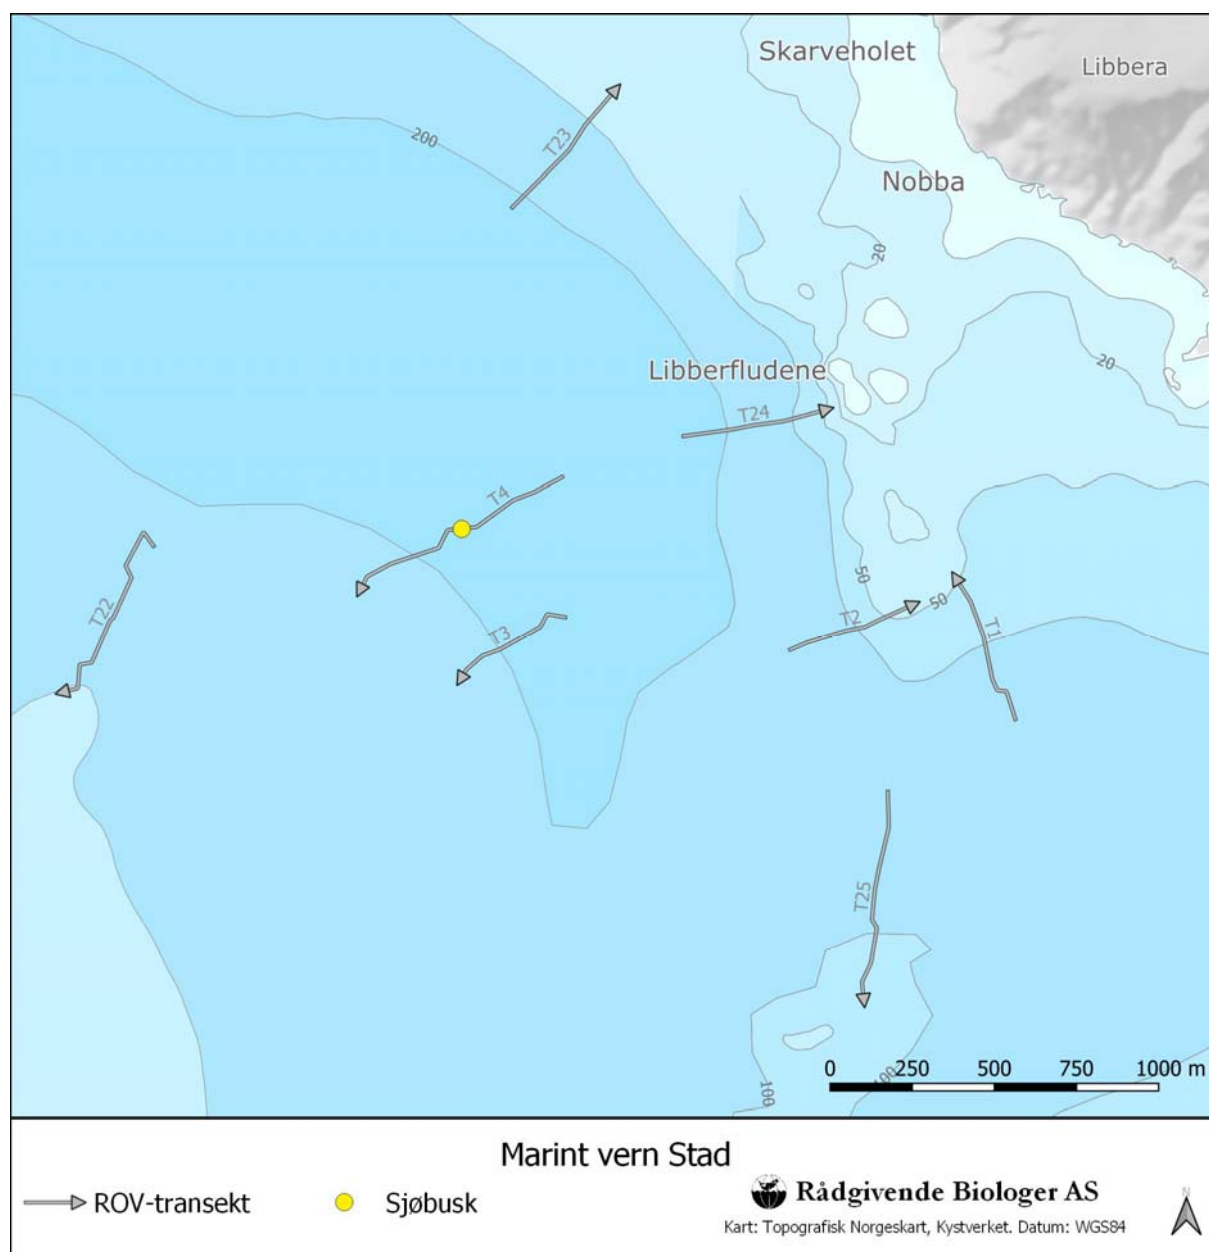 Skarveholet
Libbera
200
T23
Nobba
20
Libberfludene
20
T24
T4
50
T22
T3
T2
50
T1
T25
0 250 500 750 1000 m
100
100
Marint vern Stad
ROV-transekt
Sjøbusk
Rådgivende Biologer AS
Kart: Topografisk Norgeskart, Kystverket. Datum: WGS84
N